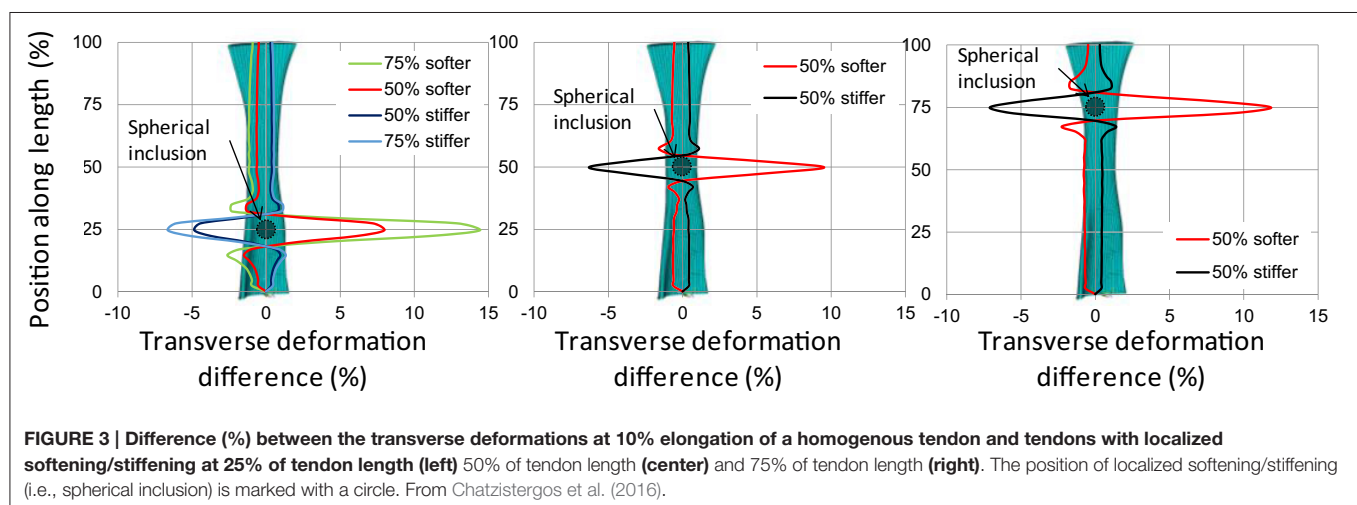 Position along length (%)
100
75
50
25
0
-10
-5
0
5
10
15
75% softer
50% softer
50% stiffer
75% stiffer
Spherical
inclusion
Transverse deformation
difference (%)
100
75
50
25
0
-10
-5
0
5
10
15
50% softer
50% stiffer
Spherical
inclusion
Transverse deformation
difference (%)
100
75
50
25
0
-10
-5
0
5
10
15
Spherical
inclusion
50% softer
50% stiffer
Transverse deformation
difference (%)
FIGURE 3 | Difference (%) between the transverse deformations at 10% elongation of a homogenous tendon and tendons with localized
softening/stiffening at 25% of tendon length (left) 50% of tendon length (center) and 75% of tendon length (right). The position of localized softening/stiffening
(i.e., spherical inclusion) is marked with a circle. From Chatzistergos et al. (2016).